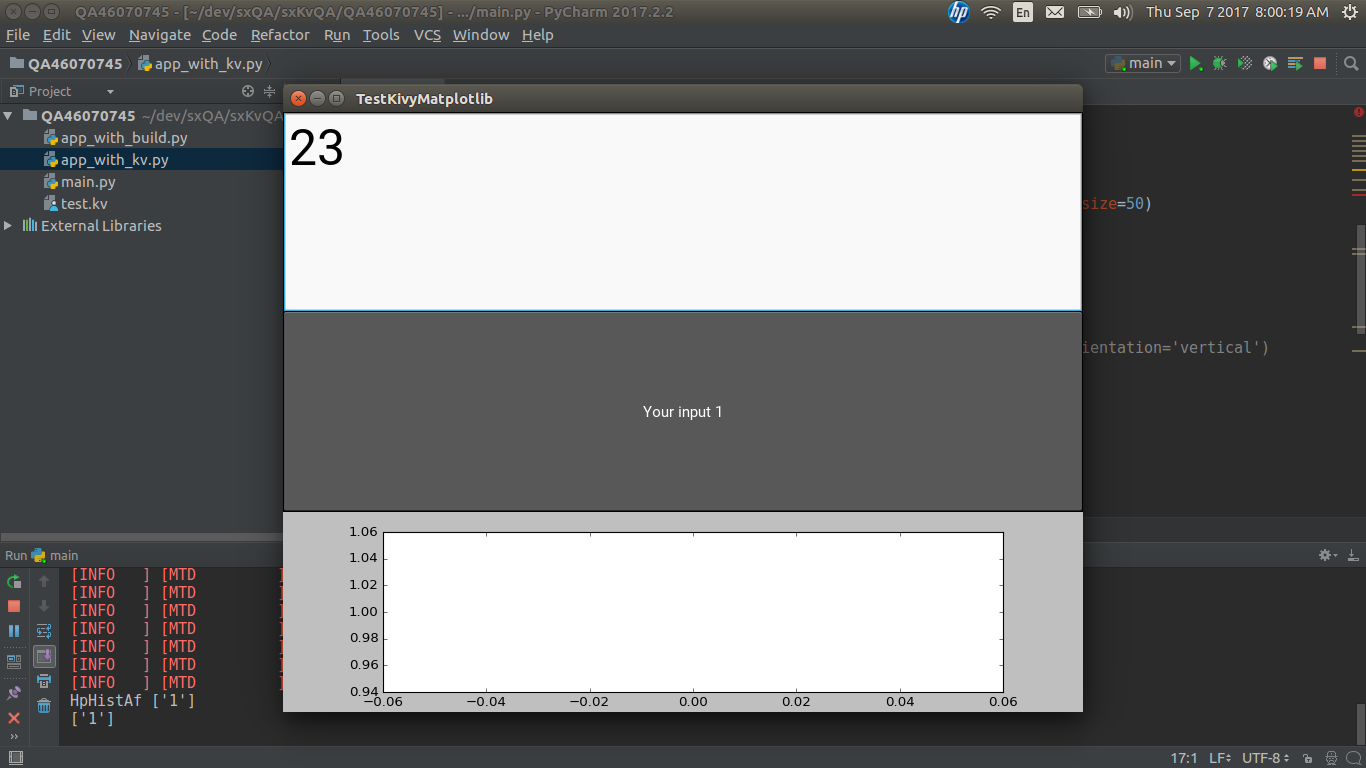 QA46070745 - [~/dev/sxQA/sxKvQA/QA46070745] - .../main.py - PyCharm 2017.2.2
hp
En
Thu Sep 7 2017 8:00:19 AM
File Edit View Navigate Code Refactor Run Tools VCS Window Help
QA46070745 app_with_kv.py
main
Project
TestKivyMatplotlib
QA46070745 ~/dev/sxQA/sxKvQA
app_with_build.py
app_with_kv.py
main.py
test.kv
External Libraries
23
size=50)
ientation='vertical')
Your input 1
1.06
1.04
1.02
1.00
0.98
0.96
0.94
−0.06 −0.04 −0.02 0.00 0.02 0.04 0.06
Run main
[INFO ] [MTD ]
[INFO ] [MTD ]
[INFO ] [MTD ]
[INFO ] [MTD ]
[INFO ] [MTD ]
[INFO ] [MTD ]
[INFO ] [MTD ]
HpHistAf ['1']
['1']
17:1 LF UTF-8